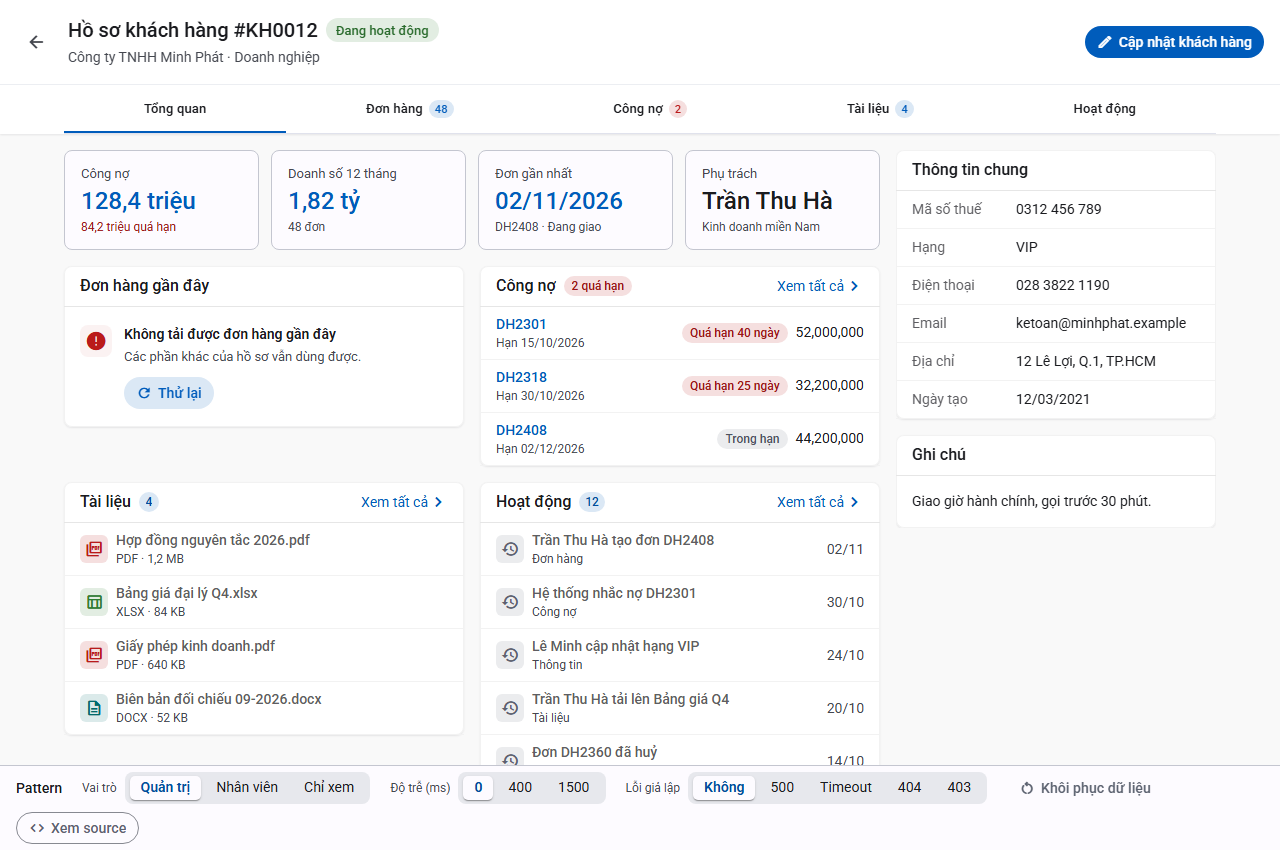 Hồ sơ khách hàng #KH0012 Đang hoạt động
Công ty TNHH Minh Phát · Doanh nghiệp
Cập nhật khách hàng
Tổng quan
Đơn hàng 48
Công nợ 2
Tài liệu 4
Hoạt động
Công nợ
128,4 triệu
84,2 triệu quá hạn
Doanh số 12 tháng
1,82 tỷ
48 đơn
Đơn gần nhất
02/11/2026
DH2408 · Đang giao
Phụ trách
Trần Thu Hà
Kinh doanh miền Nam
Đơn hàng gần đây
Không tải được đơn hàng gần đây
Các phần khác của hồ sơ vẫn dùng được.
Thử lại
Công nợ 2 quá hạn Xem tất cả
DH2301
Hạn 15/10/2026
Quá hạn 40 ngày 52,000,000
DH2318
Hạn 30/10/2026
Quá hạn 25 ngày 32,200,000
DH2408
Hạn 02/12/2026
Trong hạn 44,200,000
Tài liệu 4 Xem tất cả
Hợp đồng nguyên tắc 2026.pdf
PDF · 1,2 MB
Bảng giá đại lý Q4.xlsx
XLSX · 84 KB
Giấy phép kinh doanh.pdf
PDF · 640 KB
Biên bản đối chiếu 09-2026.docx
DOCX · 52 KB
Hoạt động 12 Xem tất cả
Trần Thu Hà tạo đơn DH2408
Đơn hàng
02/11
Hệ thống nhắc nợ DH2301
Công nợ
30/10
Lê Minh cập nhật hạng VIP
Thông tin
24/10
Trần Thu Hà tải lên Bảng giá Q4
Tài liệu
20/10
Đơn DH2360 đã huỷ
14/10
Thông tin chung
Mã số thuế 0312 456 789
Hạng VIP
Điện thoại 028 3822 1190
Email ketoan@minhphat.example
Địa chỉ 12 Lê Lợi, Q.1, TP.HCM
Ngày tạo 12/03/2021
Ghi chú
Giao giờ hành chính, gọi trước 30 phút.
Pattern Vai trò Quản trị Nhân viên Chỉ xem Độ trễ (ms) 0 400 1500 Lỗi giả lập Không 500 Timeout 404 403 Khôi phục dữ liệu
Xem source